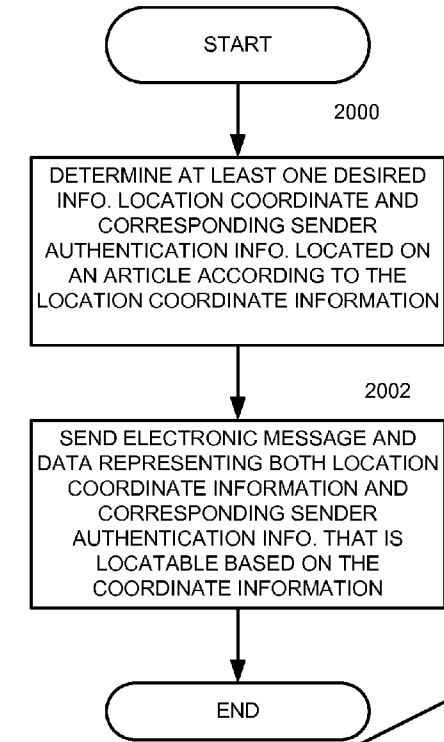 START
2000
DETERMINE AT LEAST ONE DESIRED
INFO. LOCATION COORDINATE AND
CORRESPONDING SENDER
AUTHENTICATION INFO. LOCATED ON
AN ARTICLE ACCORDING TO THE
LOCATION COORDINATE INFORMATION
2002
SEND ELECTRONIC MESSAGE AND
DATA REPRESENTING BOTH LOCATION
COORDINATE INFORMATION AND
CORRESPONDING SENDER
AUTHENTICATION INFO. THAT IS
LOCATABLE BASED ON THE
COORDINATE INFORMATION
END